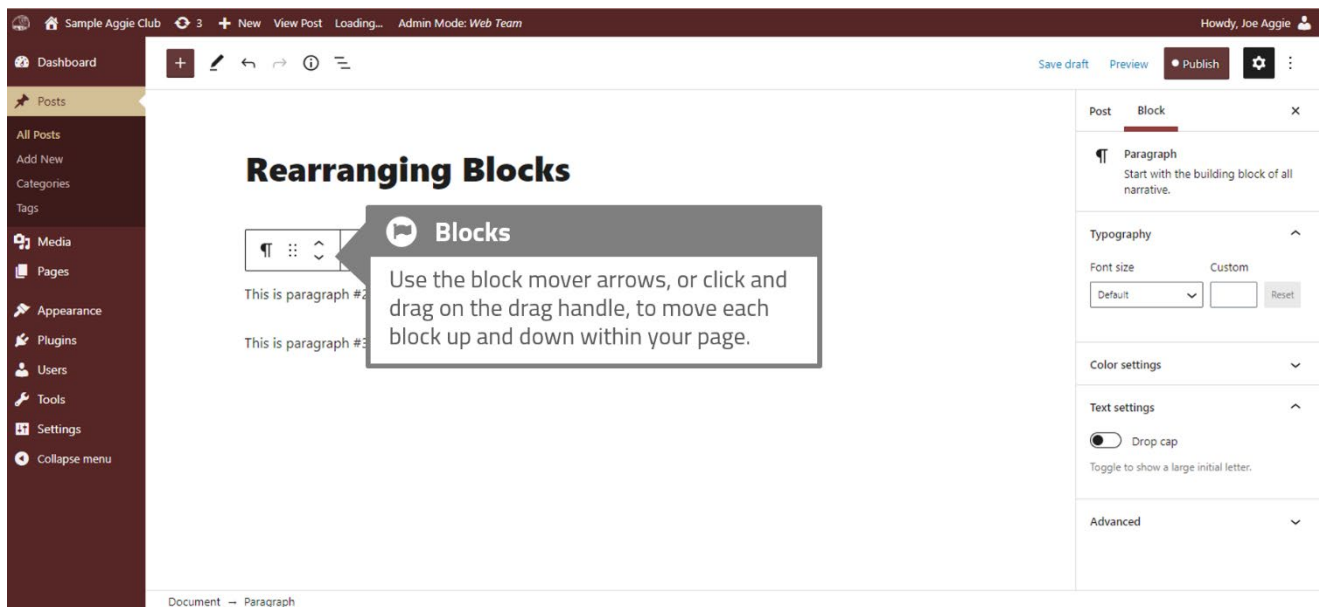 Sample Aggie Club 3 New View Post Loading... Admin Mode: Web Team Howdy, Joe Aggie
Dashboard
Posts
All Posts
Add New
Categories
Tags
Media
Pages
Appearance
Plugins
Users
Tools
Settings
Collapse menu
Save draft Preview Publish
Rearranging Blocks
Blocks
Use the block mover arrows, or click and
drag on the drag handle, to move each
block up and down within your page.
This is paragraph #2
This is paragraph #3
Post Block
Paragraph
Start with the building block of all
narrative.
Typography
Font size Custom
Default Reset
Color settings
Text settings
Drop cap
Toggle to show a large initial letter.
Advanced
Document → Paragraph